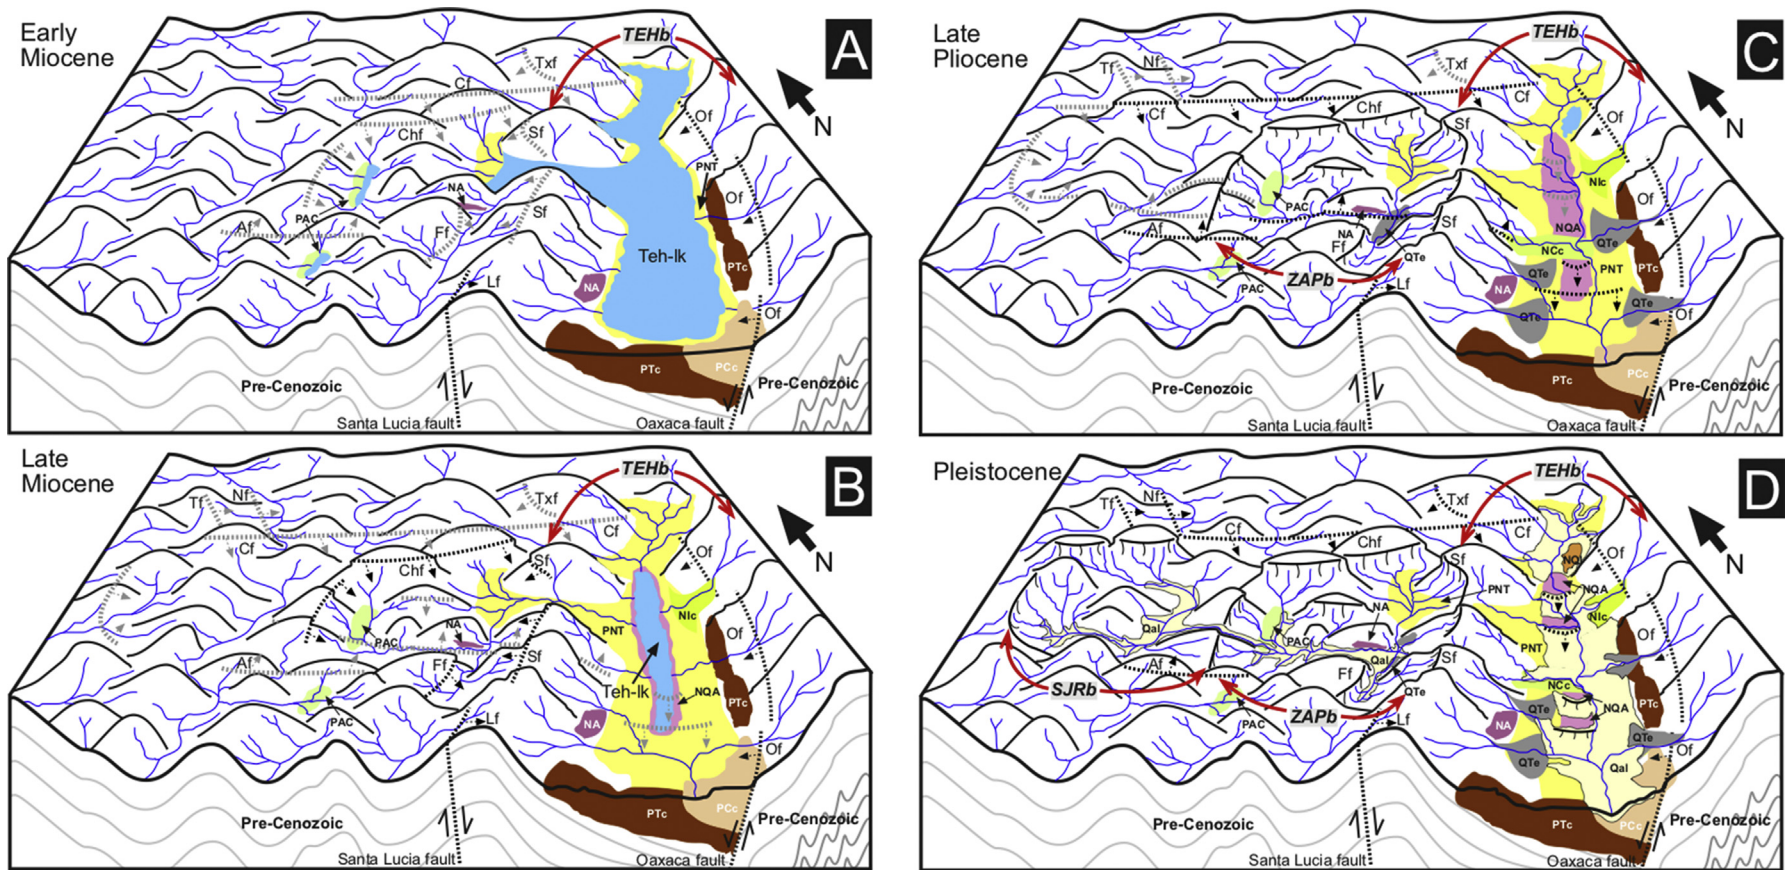 Early
Miocene
TEHb
A
N
Txf
Cf
Chf
Sf
Of
PNT
NA
PAC
Af
Ff
Sf
Of
Teh-lk
PTc
NA
Lf
Of
PTc
PCc
Pre-Cenozoic
Pre-Cenozoic
Santa Lucia fault
Oaxaca fault
Late
Miocene
TEHb
B
N
Tf
Nf
Txf
Cf
Cf
Chf
Sf
Of
NIc
NA
PNT
PAC
Of
Af
Ff
Sf
Teh-lk
NQA
PTc
PAC
NA
Lf
Of
PTc
PCc
Pre-Cenozoic
Pre-Cenozoic
Santa Lucia fault
Oaxaca fault
Late
Pliocene
TEHb
C
N
Tf
Nf
Txf
Cf
Cf
Chf
Sf
Of
NIc
PAC
Of
Sf
Af
NA
Ff
NQA
QTe
NCc
QTe
QTe
PNT
PTc
ZAPb
PAC
NA
Lf
QTe
QTe
Of
PTc
PCc
Pre-Cenozoic
Pre-Cenozoic
Santa Lucia fault
Oaxaca fault
Pleistocene
TEHb
D
N
Tf
Nf
Txf
Cf
Cf
Chf
Sf
Of
NQA
PNT
NIc
NA
Qal
PAC
Of
PNT
Sf
Qal
Af
Ff
NCc
QTe
SJRb
QTe
NQA
PTc
ZAPb
PAC
NA
Lf
QTe
Of
QTe
Qal
PTc
PCc
Pre-Cenozoic
Pre-Cenozoic
Santa Lucia fault
Oaxaca fault